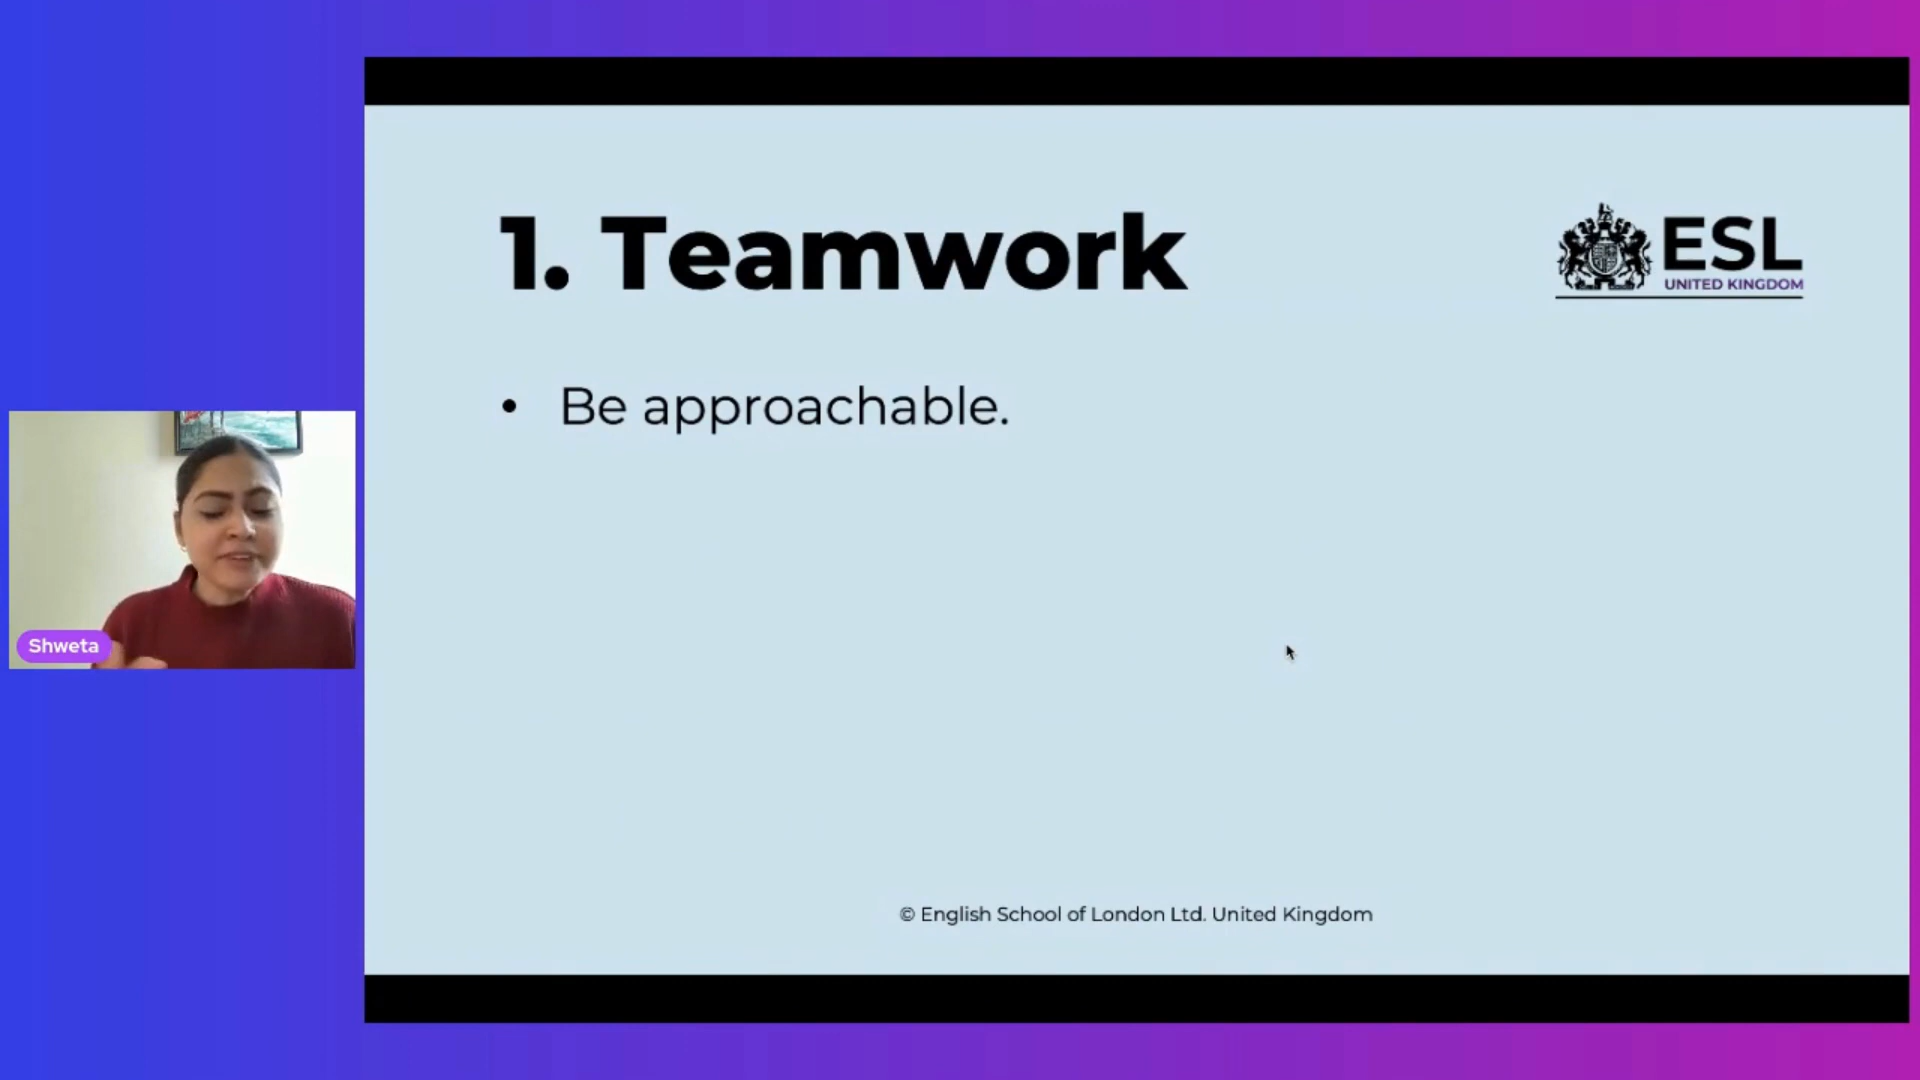 1. Teamwork
ESL
UNITED KINGDOM
• Be approachable.
Shweta
© English School of London Ltd. United Kingdom